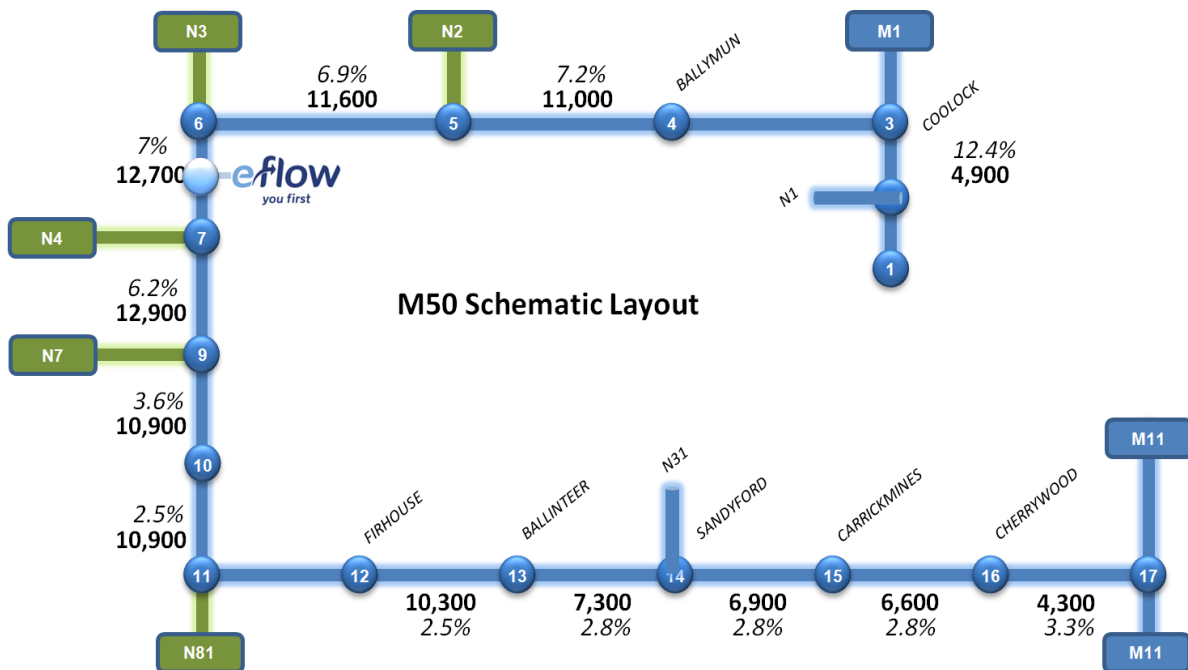 N3
N2
M1
BALLYMUN
6.9%
11,600
7.2%
11,000
6
5
4
3
COOLOCK
7%
12,700
eflow
you first
12.4%
4,900
N1
N4
7
1
6.2%
12,900
M50 Schematic Layout
N7
9
3.6%
10,900
10
M11
N31
2.5%
10,900
FIRHOUSE
BALLINTEER
SANDYFORD
CARRICKMINES
CHERRYWOOD
11
12
13
14
15
16
17
10,300
2.5%
7,300
2.8%
6,900
2.8%
6,600
2.8%
4,300
3.3%
N81
M11